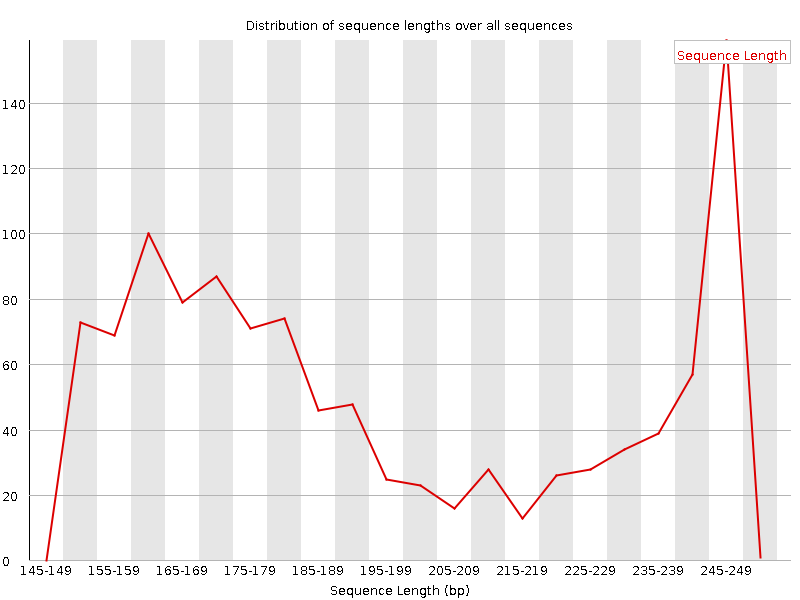 Distribution of sequence lengths over all sequences
Sequence Length
140
120
100
80
60
40
20
0
145-149 155-159 165-169 175-179 185-189 195-199 205-209 215-219 225-229 235-239 245-249
Sequence Length (bp)